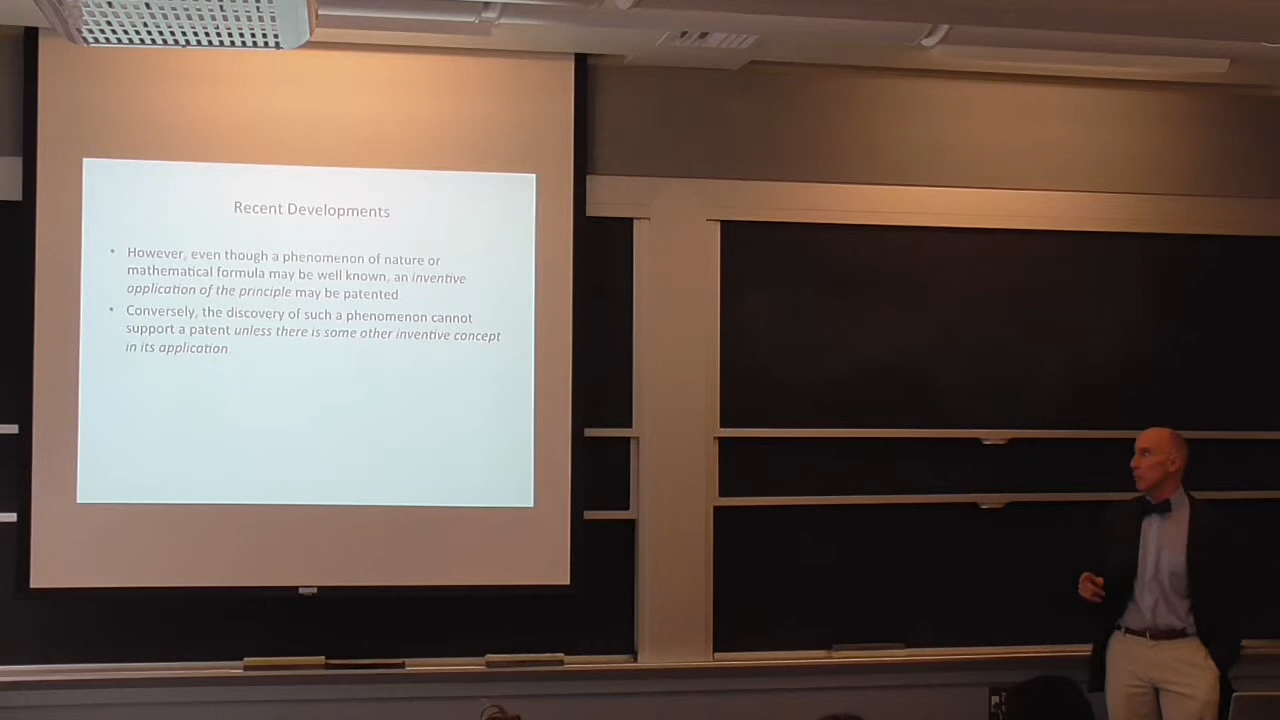 Recent Developments
• However, even though a phenomenon of nature or
mathematical formula may be well known, an inventive
application of the principle may be patented
• Conversely, the discovery of such a phenomenon cannot
support a patent unless there is some other inventive concept
in its application.